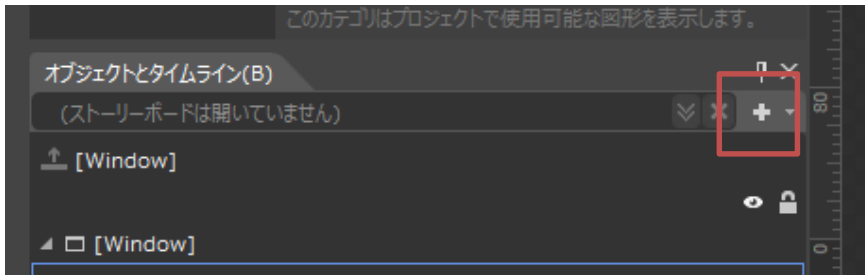 このカテゴリはプロジェクトで使用可能な図形を表示します。
オブジェクトとタイムライン(B)
(ストーリーボードは開いていません)
80
[Window]
[Window]
0